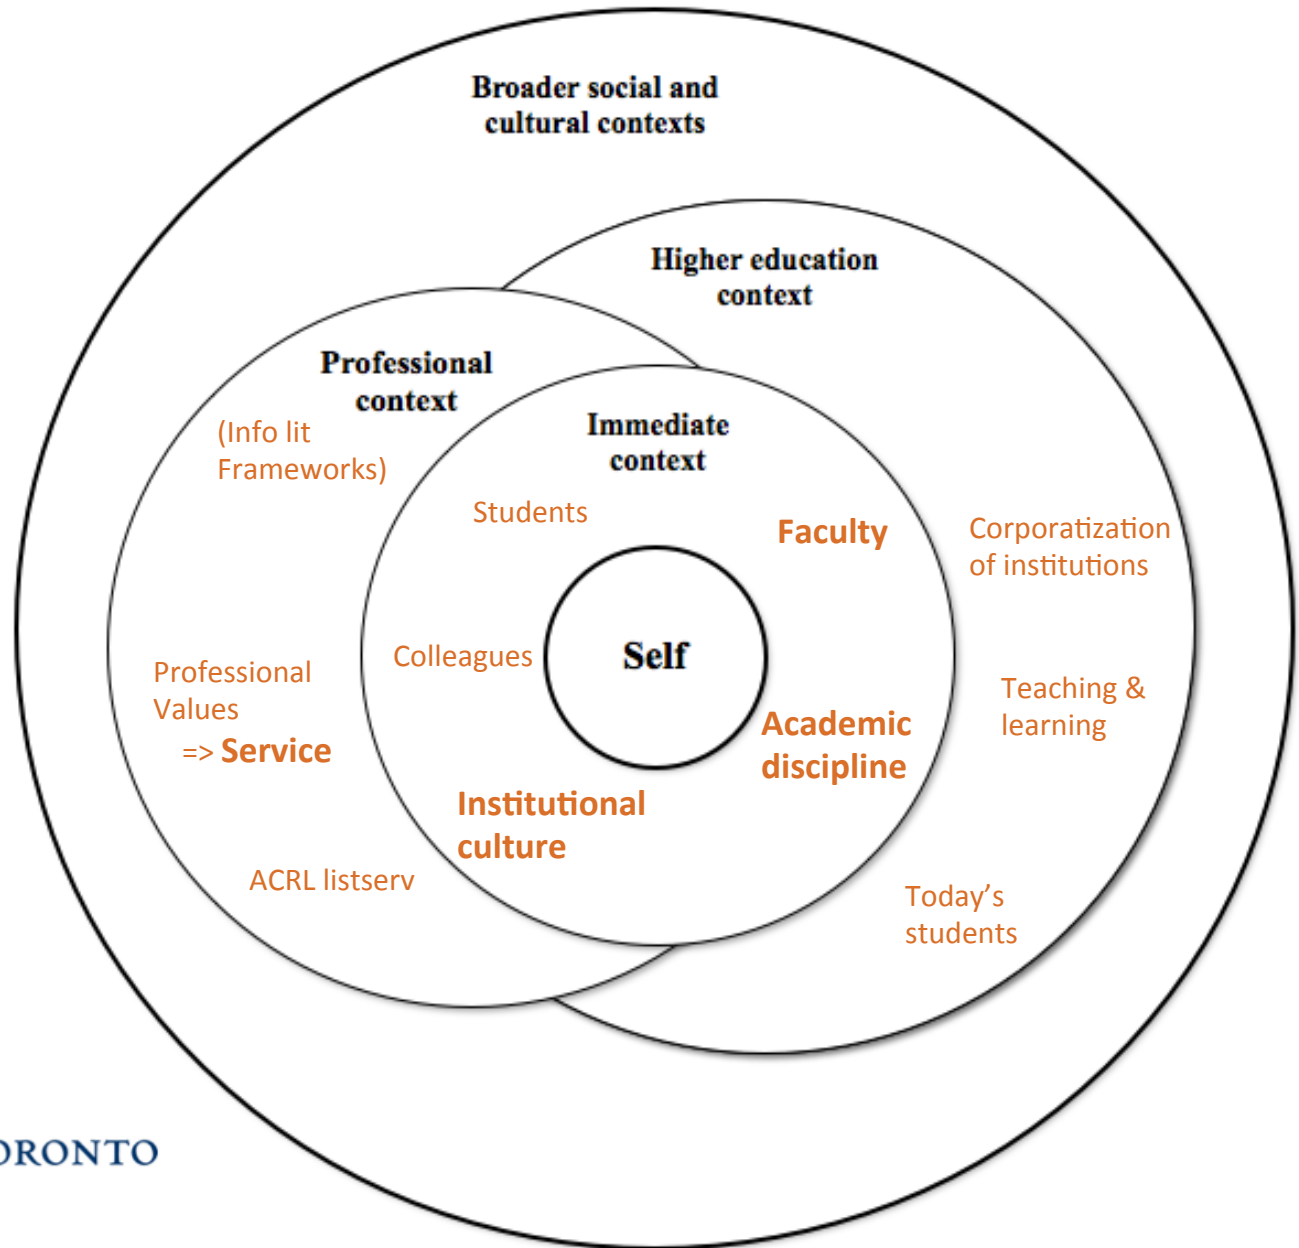 Broader social and
cultural contexts
Higher education
context
Professional
context
(Info lit
Frameworks)
Immediate
context
Students
Faculty
Corporatization
of institutions
Self
Colleagues
Professional
Values
=> Service
Academic
discipline
Teaching &
learning
Institutional
culture
ACRL listserv
Today’s
students
ORONTO